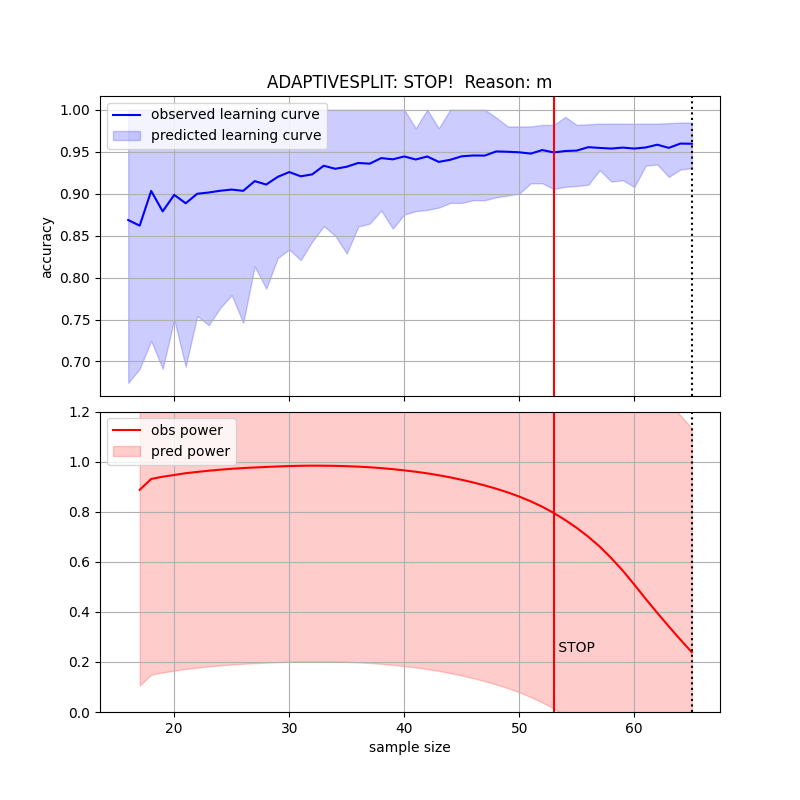 ADAPTIVESPLIT: STOP!  Reason: m
observed learning curve
predicted learning curve
1.00
0.95
0.90
0.85
0.80
0.75
0.70
accuracy
obs power
pred power
1.2
1.0
0.8
0.6
0.4
0.2
0.0
STOP
20 30 40 50 60
sample size